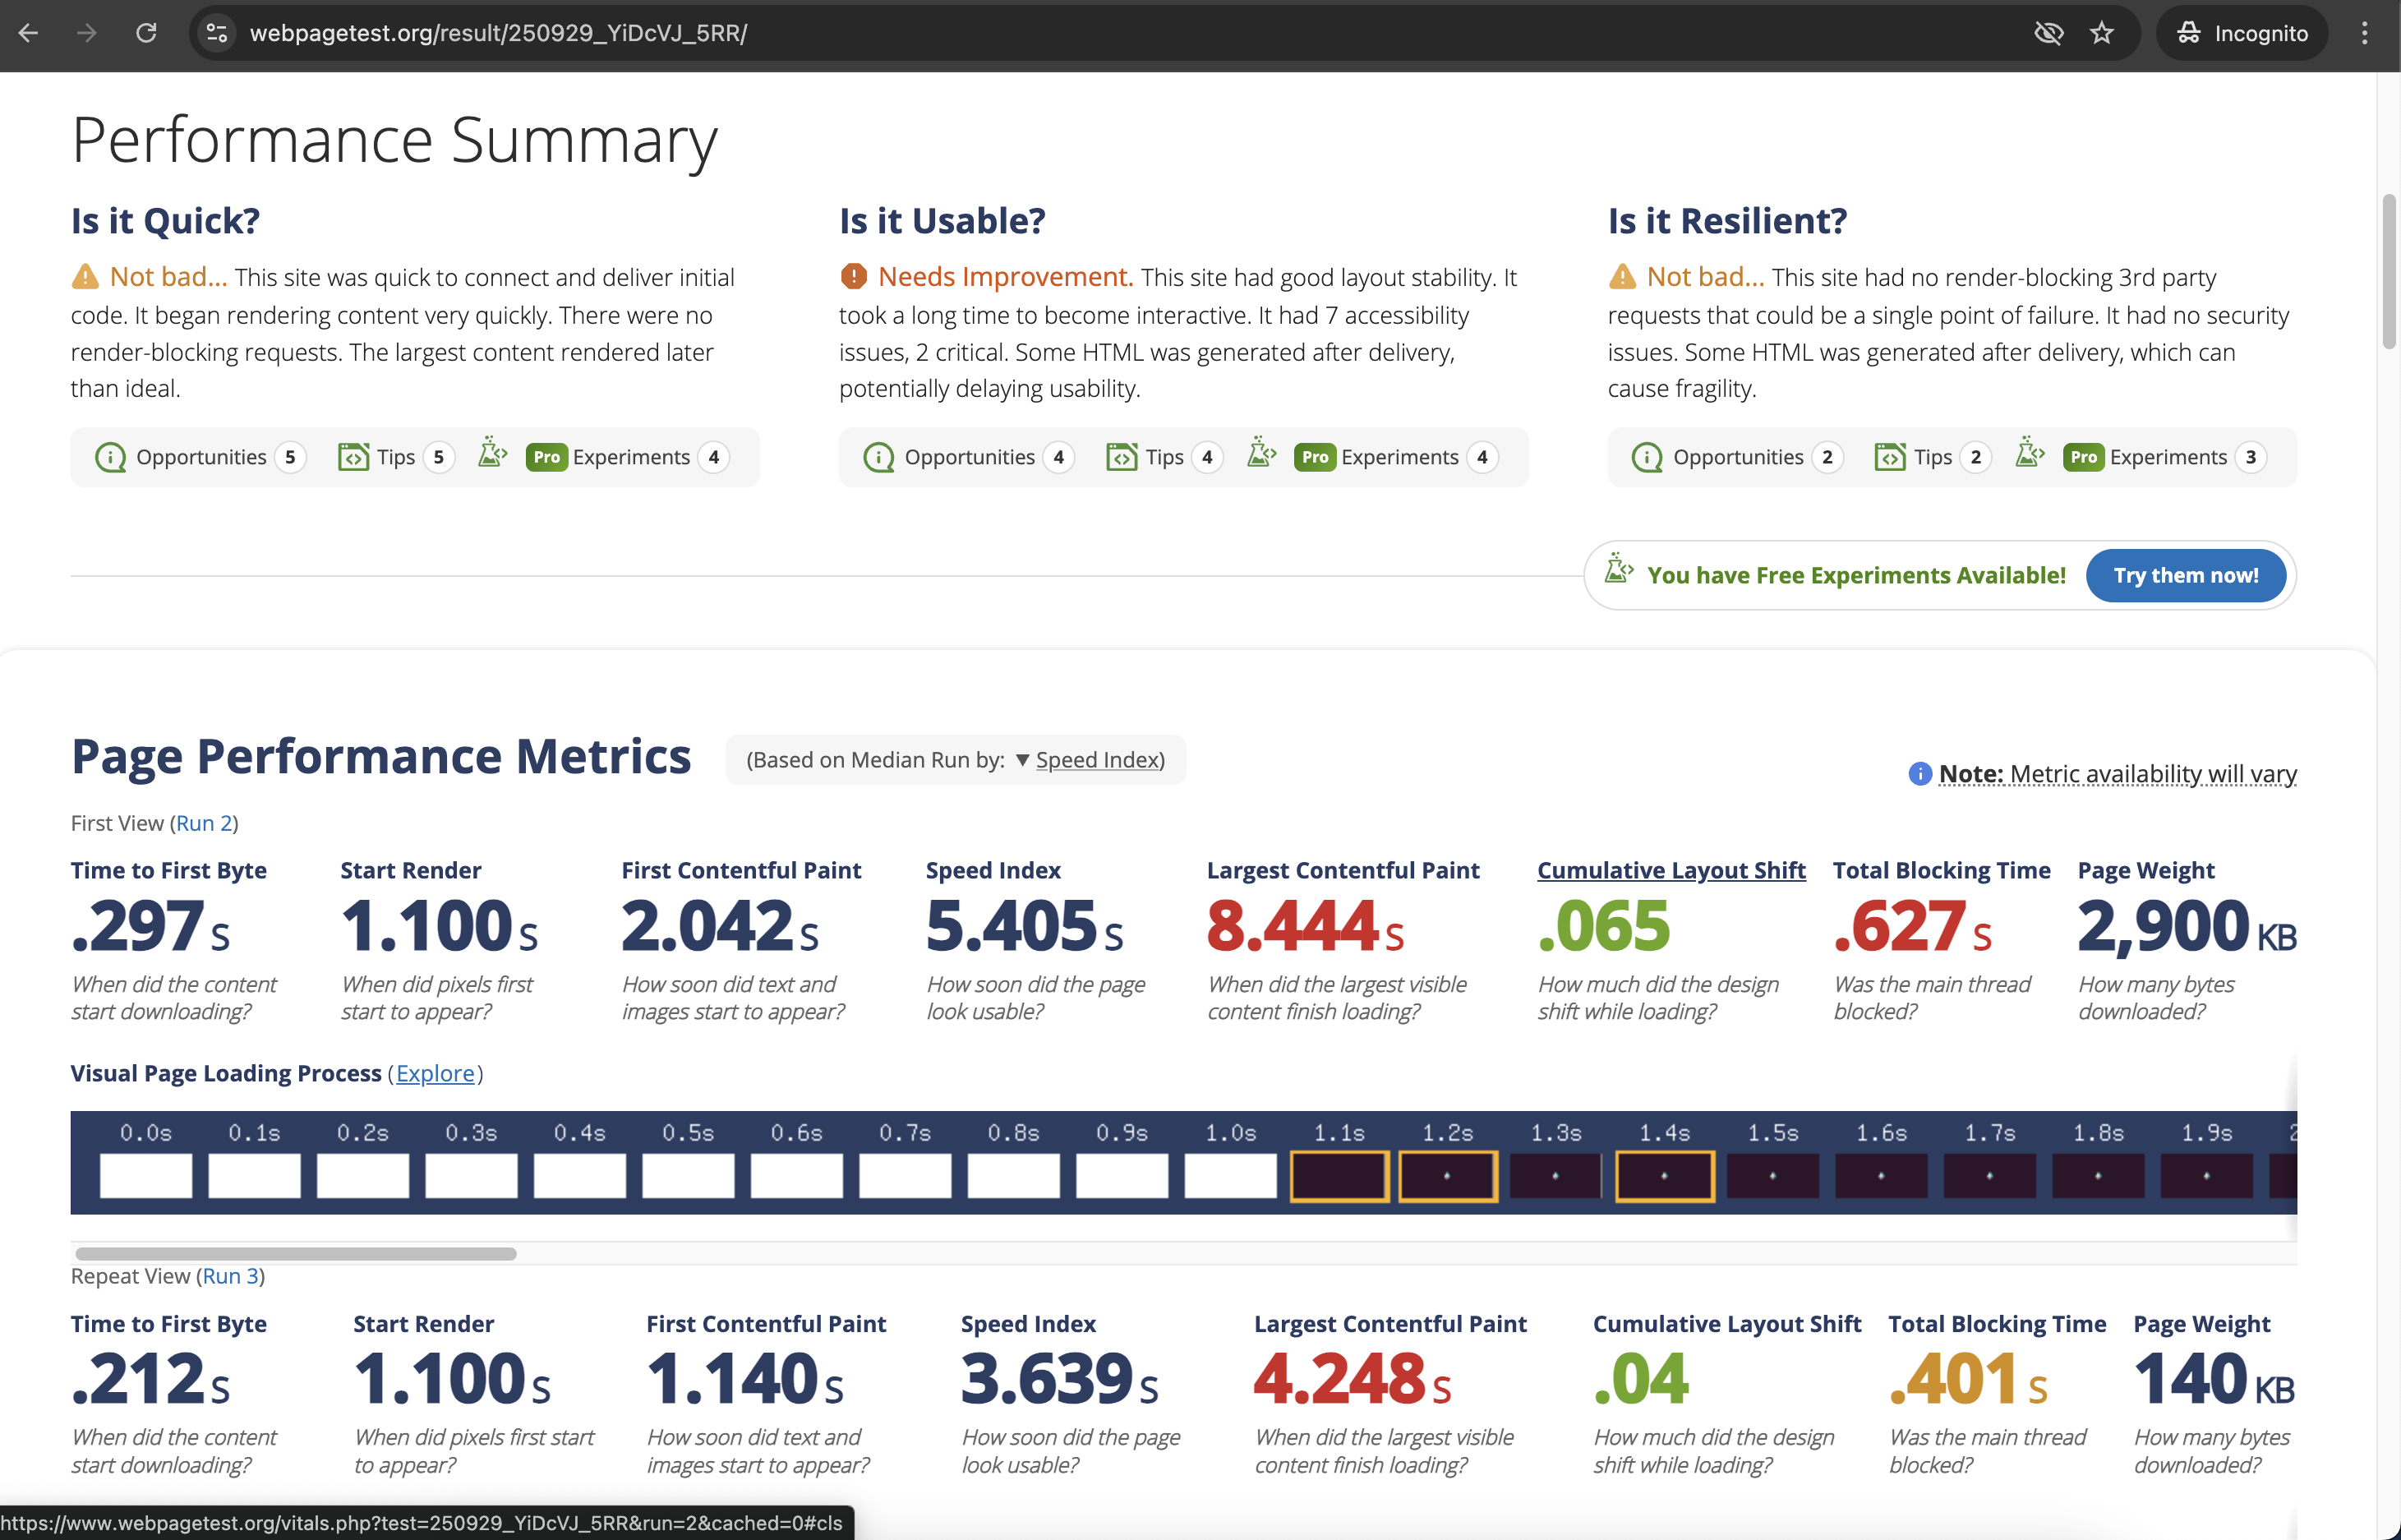 webpagetest.org/result/250929_YiDcVJ_5RR/
Incognito
Performance Summary
Is it Quick?
Not bad... This site was quick to connect and deliver initial
code. It began rendering content very quickly. There were no
render-blocking requests. The largest content rendered later
than ideal.
Opportunities 5 Tips 5 Pro Experiments 4
Is it Usable?
Needs Improvement. This site had good layout stability. It
took a long time to become interactive. It had 7 accessibility
issues, 2 critical. Some HTML was generated after delivery,
potentially delaying usability.
Opportunities 4 Tips 4 Pro Experiments 4
Is it Resilient?
Not bad... This site had no render-blocking 3rd party
requests that could be a single point of failure. It had no security
issues. Some HTML was generated after delivery, which can
cause fragility.
Opportunities 2 Tips 2 Pro Experiments 3
You have Free Experiments Available! Try them now!
Page Performance Metrics (Based on Median Run by: ▼ Speed Index)
Note: Metric availability will vary
First View (Run 2)
Time to First Byte
.297 s
When did the content
start downloading?
Start Render
1.100 s
When did pixels first
start to appear?
First Contentful Paint
2.042 s
How soon did text and
images start to appear?
Speed Index
5.405 s
How soon did the page
look usable?
Largest Contentful Paint
8.444 s
When did the largest visible
content finish loading?
Cumulative Layout Shift
.065
How much did the design
shift while loading?
Total Blocking Time
.627 s
Was the main thread
blocked?
Page Weight
2,900 KB
How many bytes
downloaded?
Visual Page Loading Process (Explore)
0.0s 0.1s 0.2s 0.3s 0.4s 0.5s 0.6s 0.7s 0.8s 0.9s 1.0s 1.1s 1.2s 1.3s 1.4s 1.5s 1.6s 1.7s 1.8s 1.9s 2
Repeat View (Run 3)
Time to First Byte
.212 s
When did the content
start downloading?
Start Render
1.100 s
When did pixels first start
to appear?
First Contentful Paint
1.140 s
How soon did text and
images start to appear?
Speed Index
3.639 s
How soon did the page
look usable?
Largest Contentful Paint
4.248 s
When did the largest visible
content finish loading?
Cumulative Layout Shift
.04
How much did the design
shift while loading?
Total Blocking Time
.401 s
Was the main thread
blocked?
Page Weight
140 KB
How many bytes
downloaded?
https://www.webpagetest.org/vitals.php?test=250929_YiDcVJ_5RR&run=2&cached=0#cls